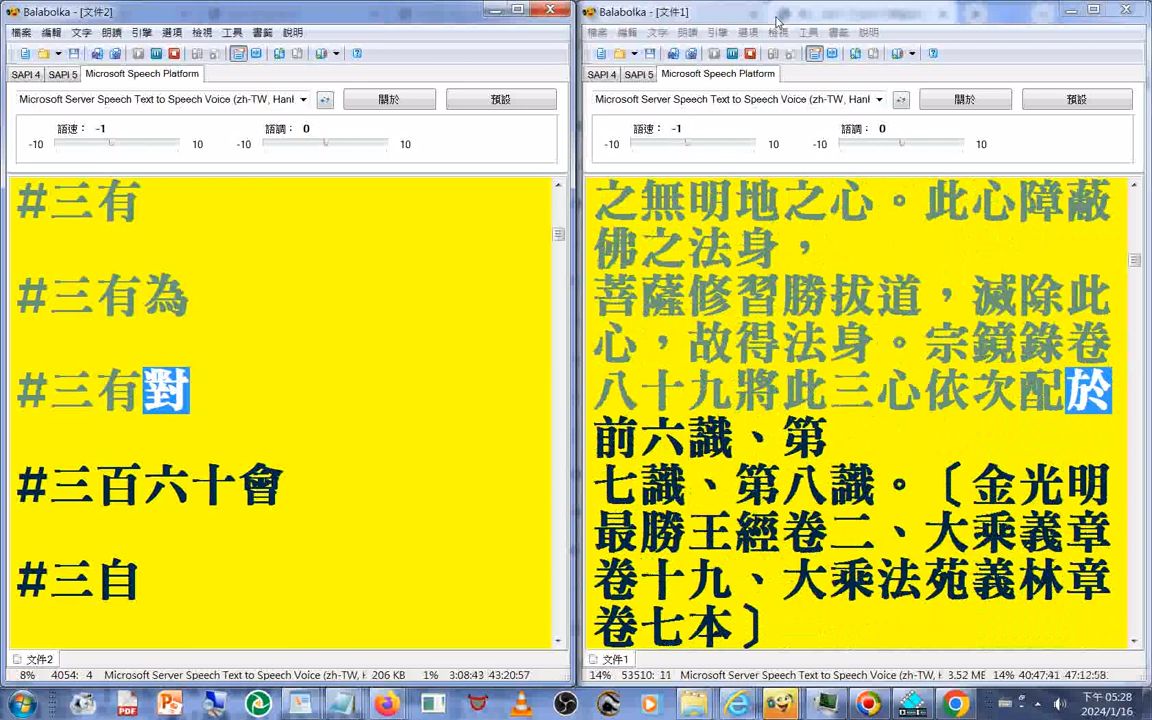 Balabolka - [文件2]
檔案 編輯 文字 朗讀 引擎 選項 檢視 工具 書籤 說明
SAPI 4 SAPI 5 Microsoft Speech Platform
Microsoft Server Speech Text to Speech Voice (zh-TW, Hanl
關於
預設
語速： -1
語調： 0
-10 10 -10 10
#三有
#三有為
#三有對
#三百六十會
#三自
文件2
8% 4054: 4 Microsoft Server Speech Text to Speech Voice (zh-TW, H 206 KB 1% 3:08:43 43:20:57
Balabolka - [文件1]
檔案 編輯 文字 朗讀 引擎 選項 檢視 工具 書籤 說明
SAPI 4 SAPI 5 Microsoft Speech Platform
Microsoft Server Speech Text to Speech Voice (zh-TW, Hanl
關於
預設
語速： -1
語調： 0
-10 10 -10 10
之無明地之心。此心障蔽
佛之法身，
菩薩修習勝拔道，滅除此
心，故得法身。宗鏡錄卷
八十九將此三心依次配於
前六識、第
七識、第八識。〔金光明
最勝王經卷二、大乘義章
卷十九、大乘法苑義林章
卷七本〕
文件1
14% 53510: 11 Microsoft Server Speech Text to Speech Voice (zh-TW, H 3.52 MB 14% 40:47:41 47:12:58
下午 05:28
2024/1/16